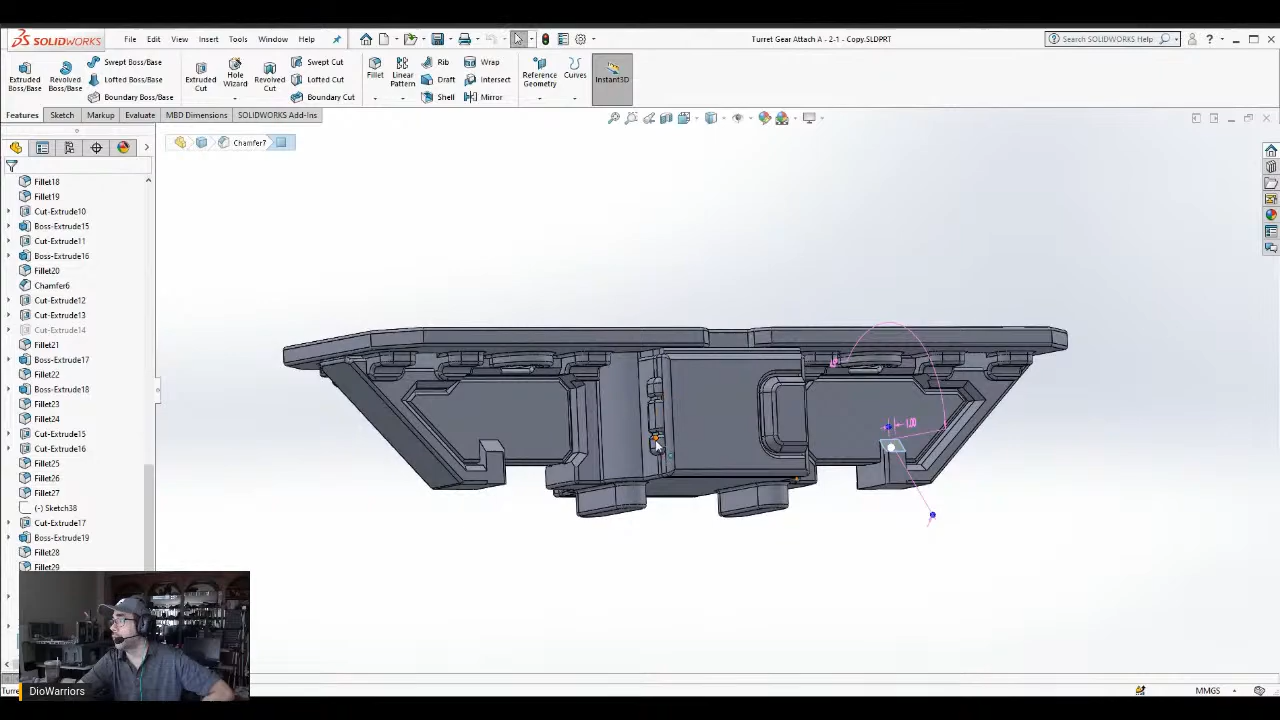 SOLIDWORKS File Edit View Insert Tools Window Help Turret Gear Attach A - 2-1 - Copy.SLDPRT Search SOLIDWORKS Help ?
Extruded Boss/Base Revolved Boss/Base Swept Boss/Base Lofted Boss/Base Boundary Boss/Base Extruded Cut Hole Wizard Revolved Cut Swept Cut Lofted Cut Boundary Cut Fillet Linear Pattern Rib Draft Shell Wrap Intersect Mirror Reference Geometry Curves Instant3D
Features Sketch Markup Evaluate MBD Dimensions SOLIDWORKS Add-Ins
Chamfer7
Fillet18
Fillet19
Cut-Extrude10
Boss-Extrude15
Cut-Extrude11
Boss-Extrude16
Fillet20
Chamfer6
Cut-Extrude12
Cut-Extrude13
Cut-Extrude14
Fillet21
Boss-Extrude17
Fillet22
Boss-Extrude18
Fillet23
Fillet24
Cut-Extrude15
Cut-Extrude16
Fillet25
Fillet26
Fillet27
(-) Sketch38
Cut-Extrude17
Boss-Extrude19
Fillet28
Fillet29
1.00
DioWarriors
MMGS